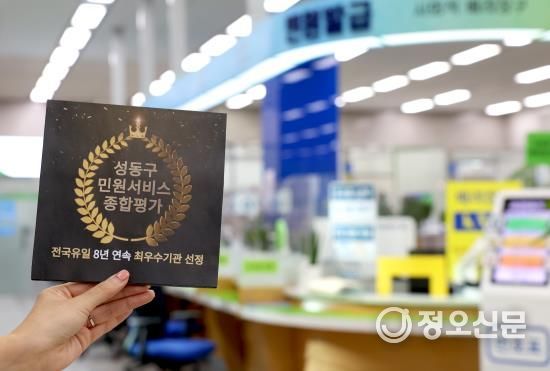 민원발급
성동구
민원서비스
종합평가
전국유일 8년 연속 최우수기관 선정
정오신문